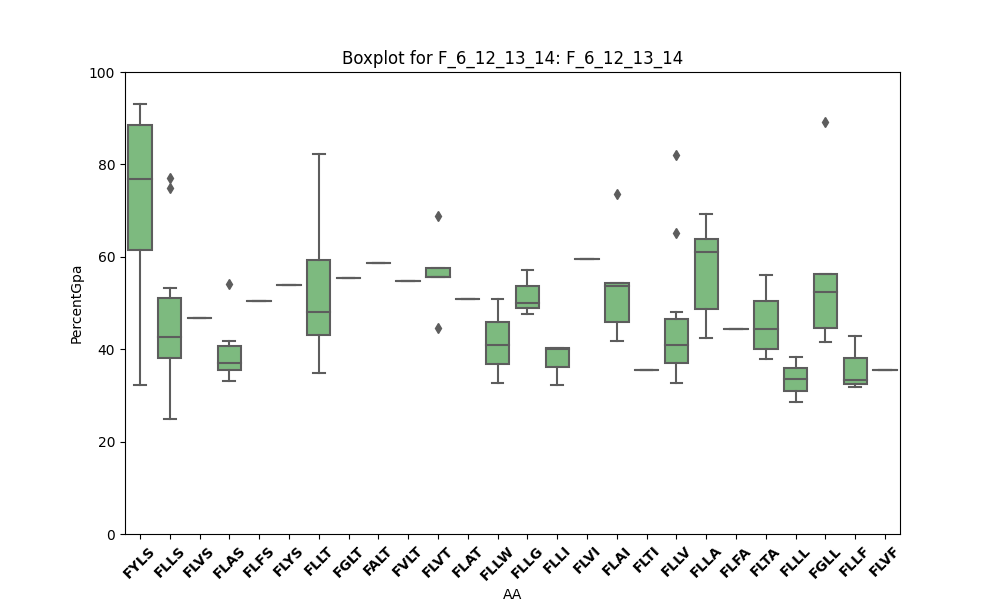 Boxplot for F_6_12_13_14: F_6_12_13_14
PercentGpa
100
80
60
40
20
0
FYLS FLLS FLVS FLAS FLFS FLYS FLLT FGLT FALT FVLT FLVT FLAT FLLW FLLG FLLI FLVI FLAI FLTI FLLV FLLA FLFA FLTA FLLL FGLL FLLF FLVF
AA